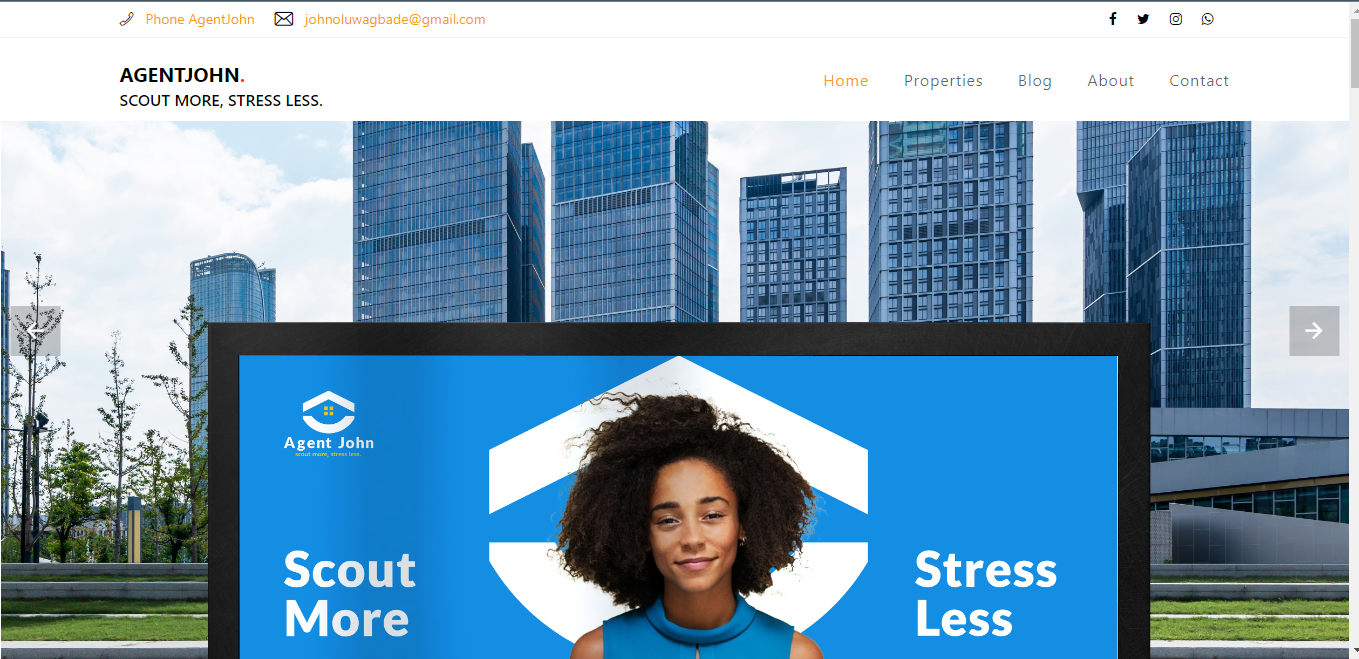 Phone AgentJohn johnoluwagbade@gmail.com
AGENTJOHN.
SCOUT MORE, STRESS LESS.
Home Properties Blog About Contact
Agent John
scout more, stress less.
Scout
More
Stress
Less